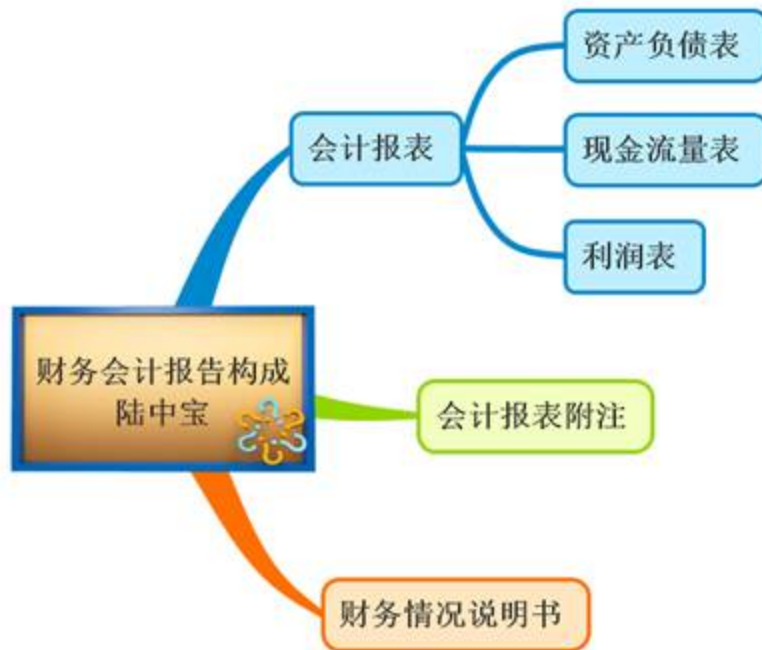 资产负债表
会计报表
现金流量表
利润表
财务会计报告构成
陆中宝
会计报表附注
财务情况说明书